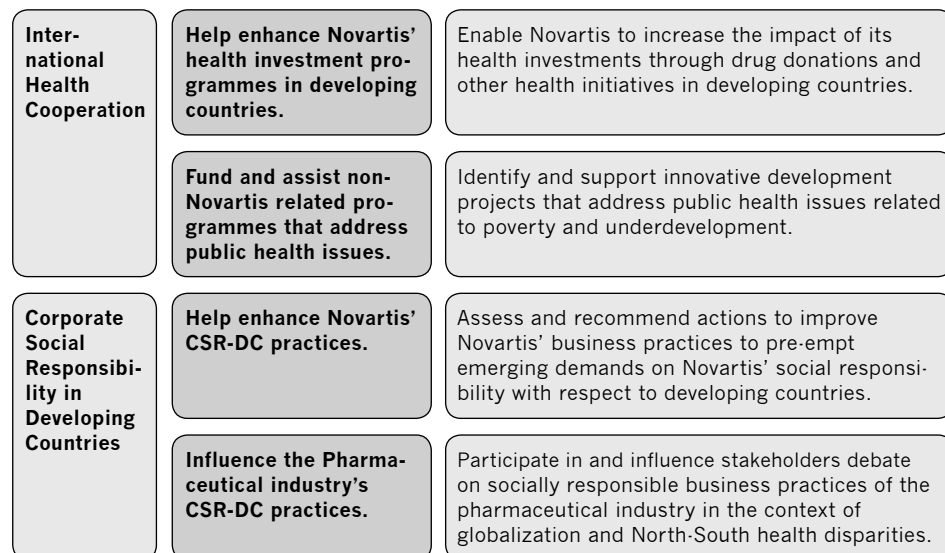 Inter-
national
Health
Cooperation
Help enhance Novartis’
health investment pro-
grammes in developing
countries.
Enable Novartis to increase the impact of its
health investments through drug donations and
other health initiatives in developing countries.
Fund and assist non-
Novartis related pro-
grammes that address
public health issues.
Identify and support innovative development
projects that address public health issues related
to poverty and underdevelopment.
Corporate
Social
Responsibi-
lity in
Developing
Countries
Help enhance Novartis’
CSR-DC practices.
Assess and recommend actions to improve
Novartis’ business practices to pre-empt
emerging demands on Novartis’ social responsi-
bility with respect to developing countries.
Influence the Pharma-
ceutical industry’s
CSR-DC practices.
Participate in and influence stakeholders debate
on socially responsible business practices of the
pharmaceutical industry in the context of
globalization and North-South health disparities.